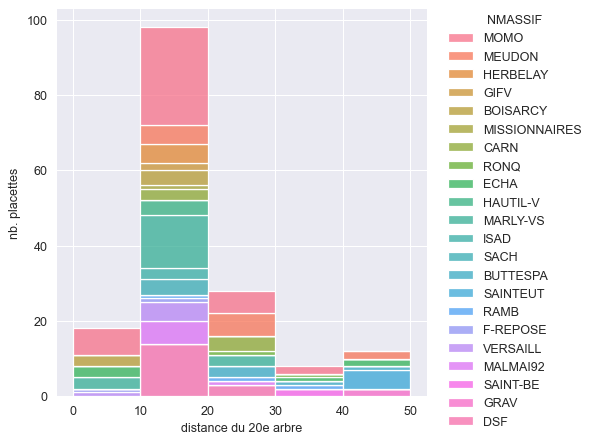 NMASSIF
MOMO
MEUDON
HERBELAY
GIFV
BOISARCY
MISSIONNAIRES
CARN
RONQ
ECHA
HAUTIL-V
MARLY-VS
ISAD
SACH
BUTTESPA
SAINTEUT
RAMB
F-REPOSE
VERSAILL
MALMAI92
SAINT-BE
GRAV
DSF
nb. placettes
100
80
60
40
20
0
0 10 20 30 40 50
distance du 20e arbre